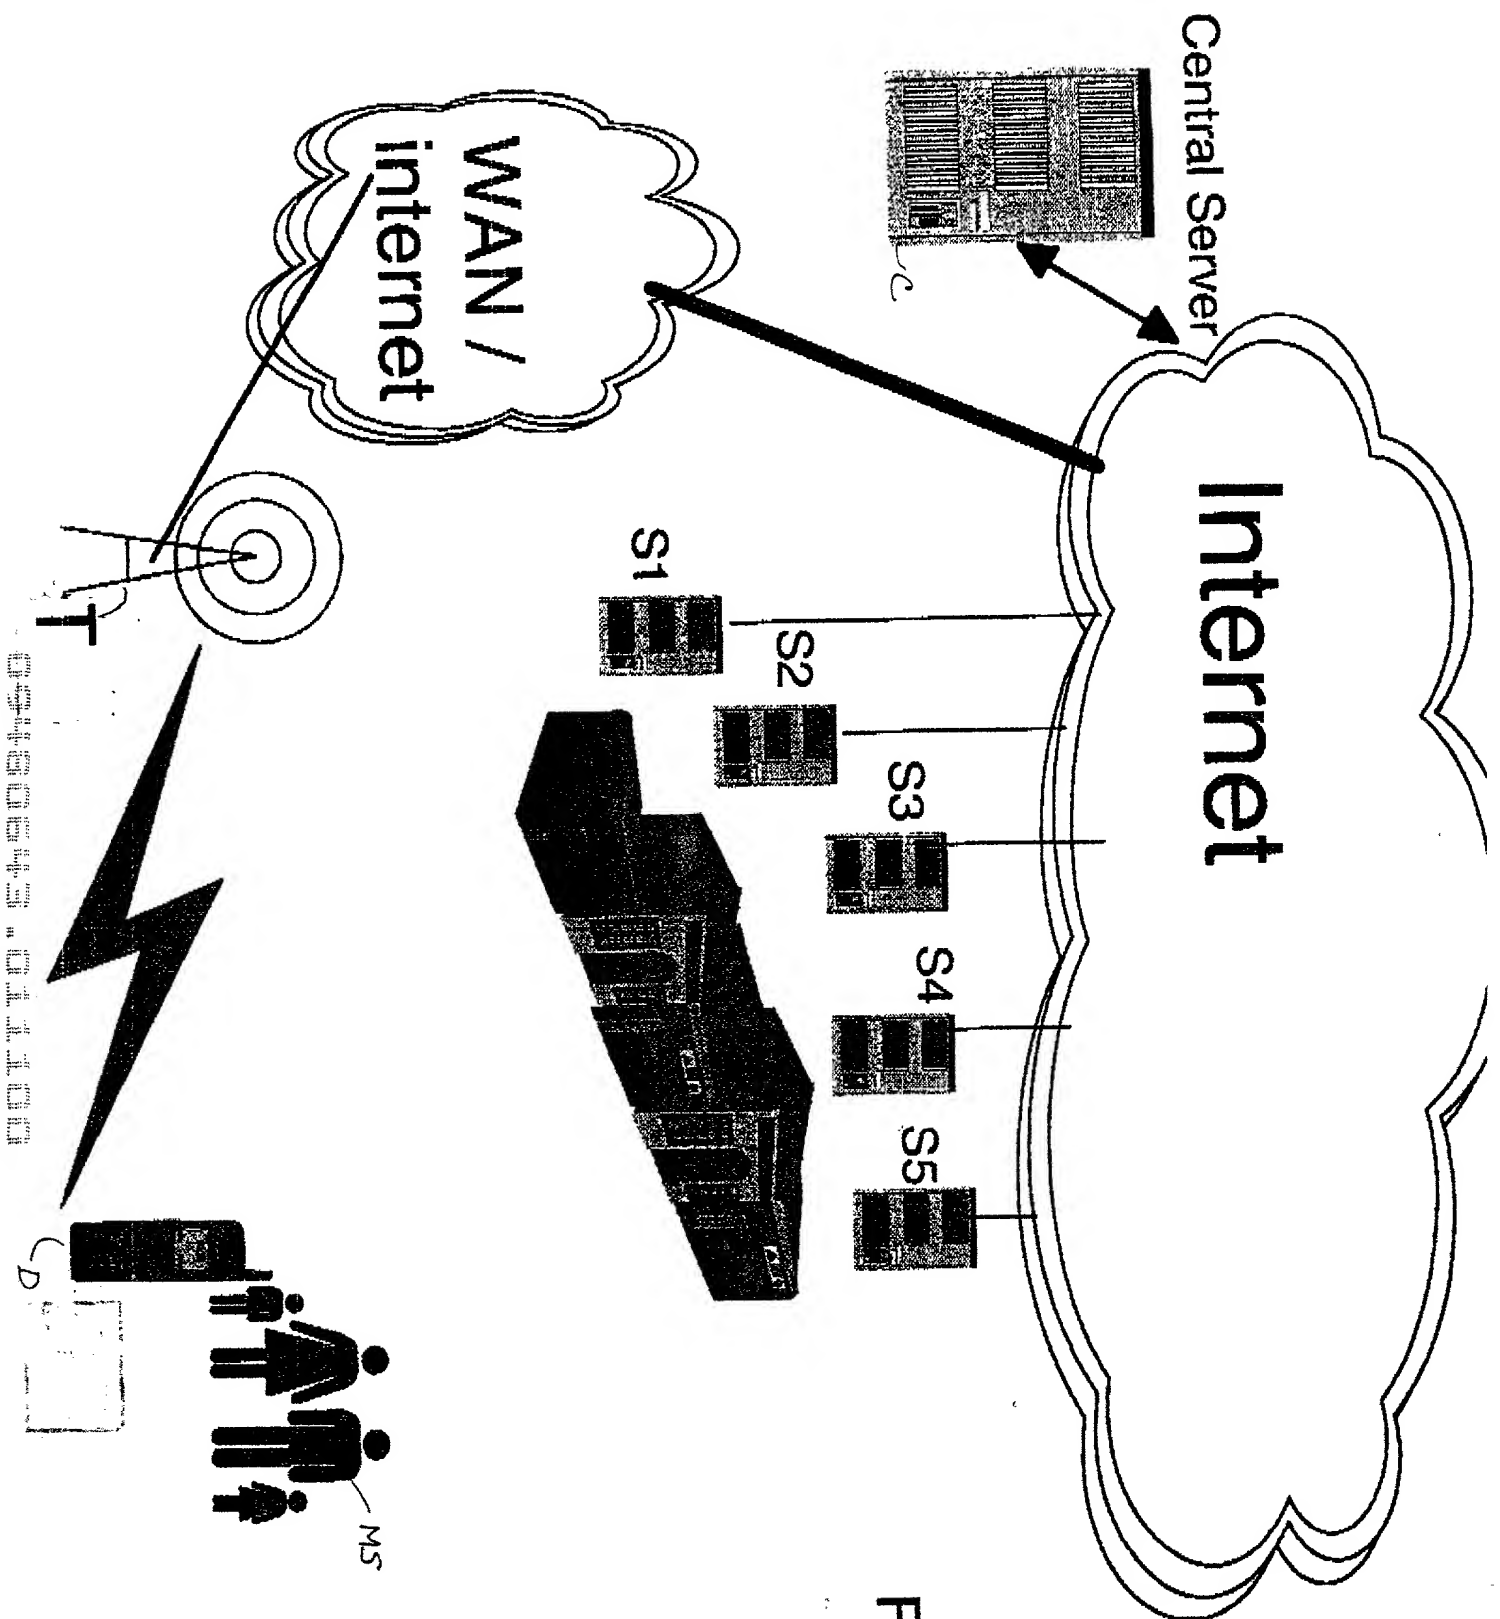 Central Server
Internet
C
WAN /
internet
S1
S2
S3
S4
S5
T
D
MS
F